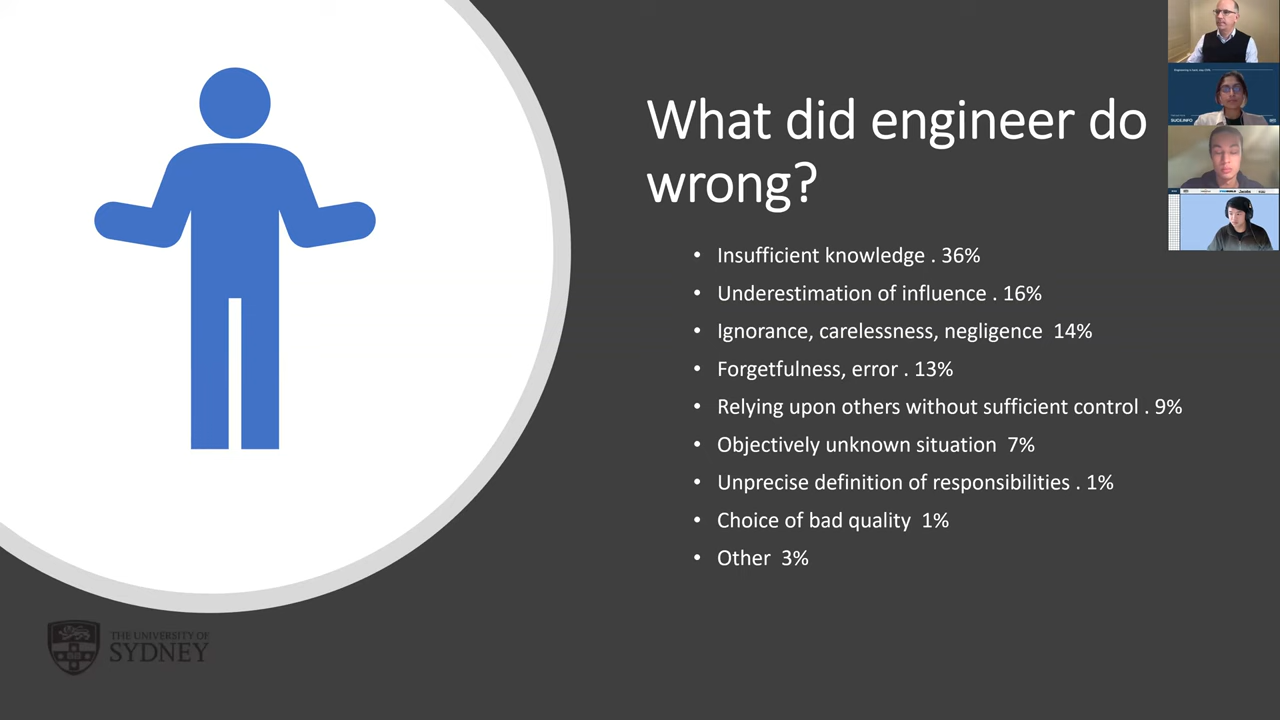 What did engineer do
wrong?
• Insufficient knowledge . 36%
• Underestimation of influence . 16%
• Ignorance, carelessness, negligence 14%
• Forgetfulness, error . 13%
• Relying upon others without sufficient control . 9%
• Objectively unknown situation 7%
• Unprecise definition of responsibilities . 1%
• Choice of bad quality 1%
• Other 3%
THE UNIVERSITY OF
SYDNEY